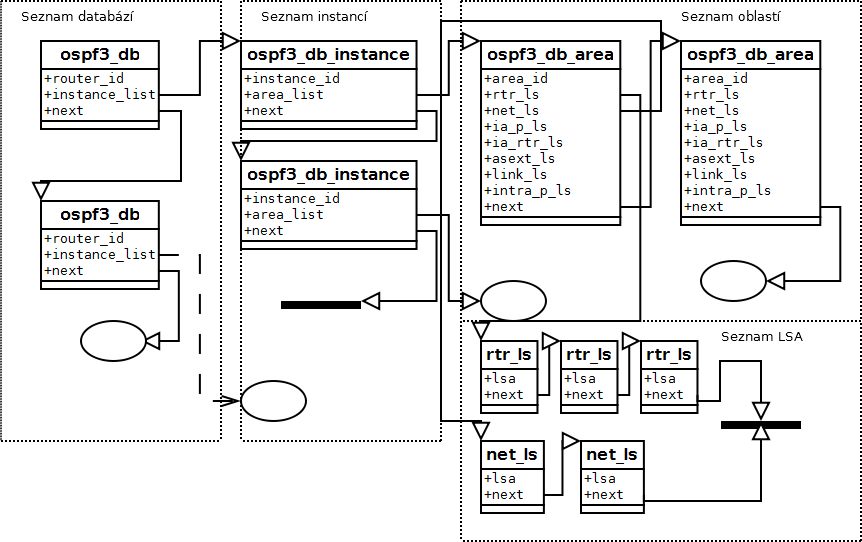 Seznam databází
ospf3_db
+router_id
+instance_list
+next
ospf3_db
+router_id
+instance_list
+next
Seznam instancí
ospf3_db_instance
+instance_id
+area_list
+next
ospf3_db_instance
+instance_id
+area_list
+next
Seznam oblastí
ospf3_db_area
+area_id
+rtr_ls
+net_ls
+ia_p_ls
+ia_rtr_ls
+asext_ls
+link_ls
+intra_p_ls
+next
ospf3_db_area
+area_id
+rtr_ls
+net_ls
+ia_p_ls
+ia_rtr_ls
+asext_ls
+link_ls
+intra_p_ls
+next
Seznam LSA
rtr_ls
+lsa
+next
rtr_ls
+lsa
+next
rtr_ls
+lsa
+next
net_ls
+lsa
+next
net_ls
+lsa
+next